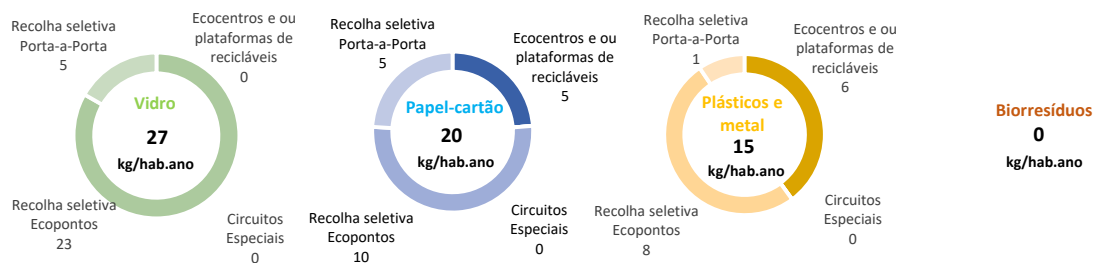 Recolha seletiva
Porta-a-Porta
5
Ecocentros e ou
plataformas de
recicláveis
0
Vidro
27
kg/hab.ano
Recolha seletiva
Ecopontos
23
Circuitos
Especiais
0
Recolha seletiva
Porta-a-Porta
5
Ecocentros e ou
plataformas de
recicláveis
5
Papel-cartão
20
kg/hab.ano
Recolha seletiva
Ecopontos
10
Circuitos
Especiais
0
Recolha seletiva
Porta-a-Porta
1
Ecocentros e ou
plataformas de
recicláveis
6
Plásticos e
metal
15
kg/hab.ano
Recolha seletiva
Ecopontos
8
Circuitos
Especiais
0
Biorresíduos
0
kg/hab.ano